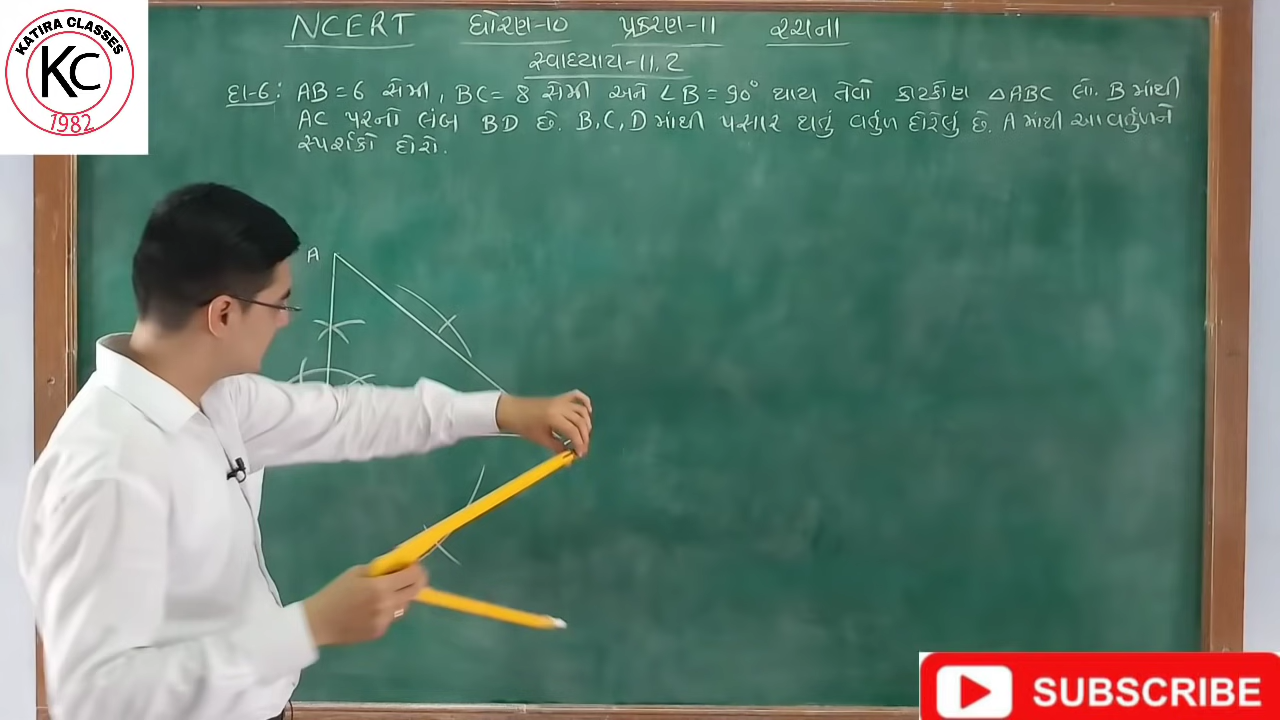 KATIRA CLASSES
KC
1982
NCERT ધોરણ-૧૦ પ્રકરણ-11 રચના
સ્વાધ્યાય-11.2
દા-6: AB = 6 સેમી, BC = 8 સેમી અને ∠B = 90° થાય તેવો કાટકોણ △ABC લો. B માંથી
AC પરનો લંબ BD છે. B, C, D માંથી પસાર થતું વર્તુળ દોરેલું છે. A માંથી આ વર્તુળને
સ્પર્શકો દોરો.
A
SUBSCRIBE